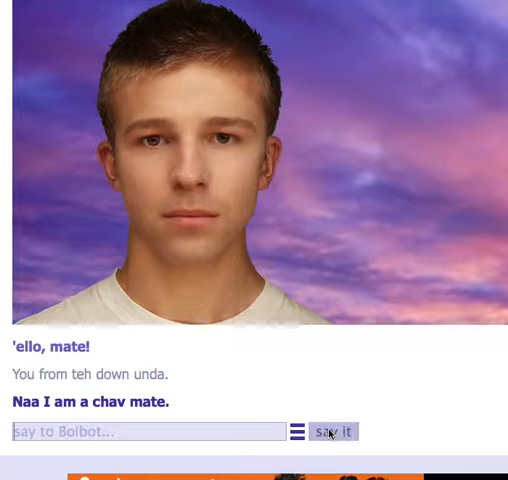 'ello, mate!
You from teh down unda.
Naa I am a chav mate.
say to Boibot...
say it